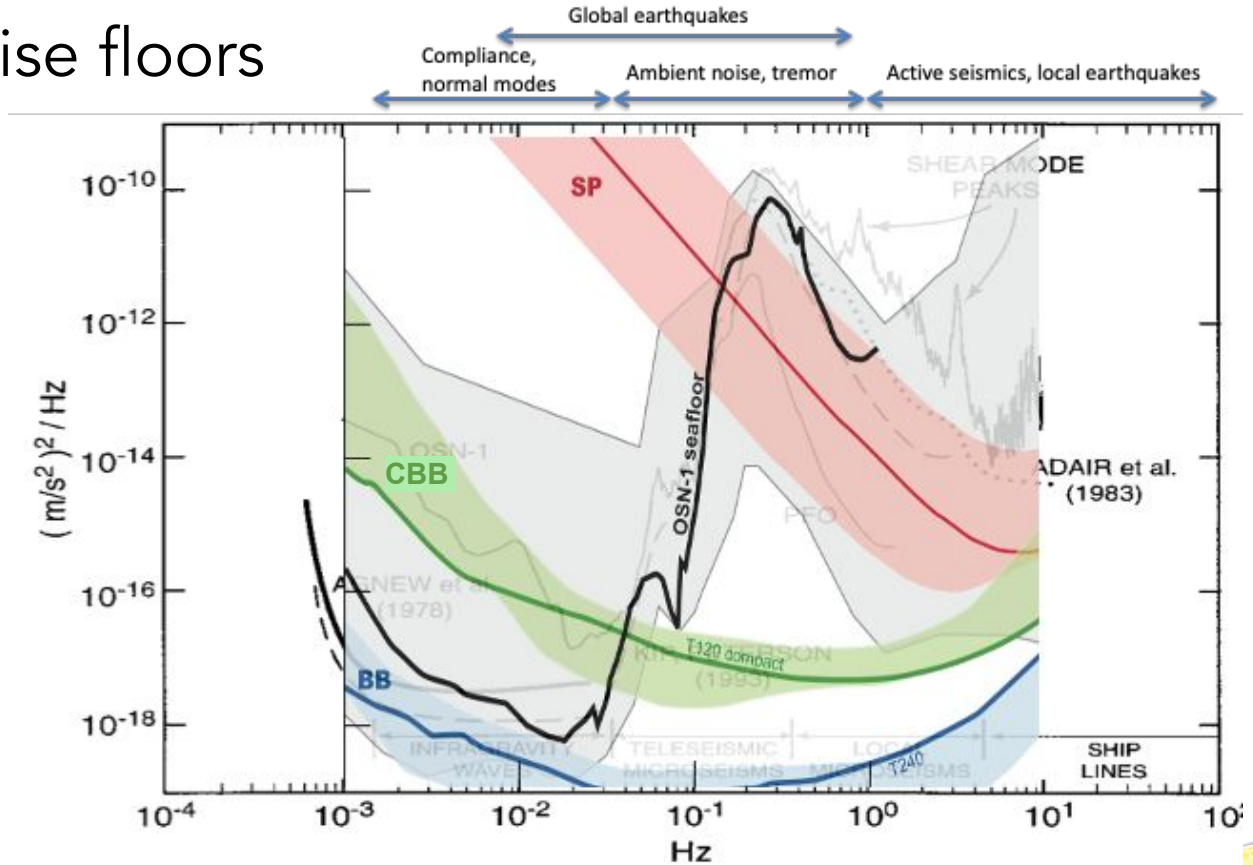 ise floors
Global earthquakes
Compliance,
normal modes
Ambient noise, tremor
Active seismics, local earthquakes
SHEAR MODE
PEAKS
SP
10-10
10-12
10-14
10-16
10-18
(m/s2)2 / Hz
OSN-1
CBB
OSN-1 seafloor
PFO
ADAIR et al.
(1983)
AGNEW et al.
(1978)
T120 compact
(1993)
BB
INFRAGRAVITY
WAVES
TELESEISMIC
MICROSEISMS
LOCAL
MICROSEISMS
T240
SHIP
LINES
10-4
10-3
10-2
10-1
100
101
Hz